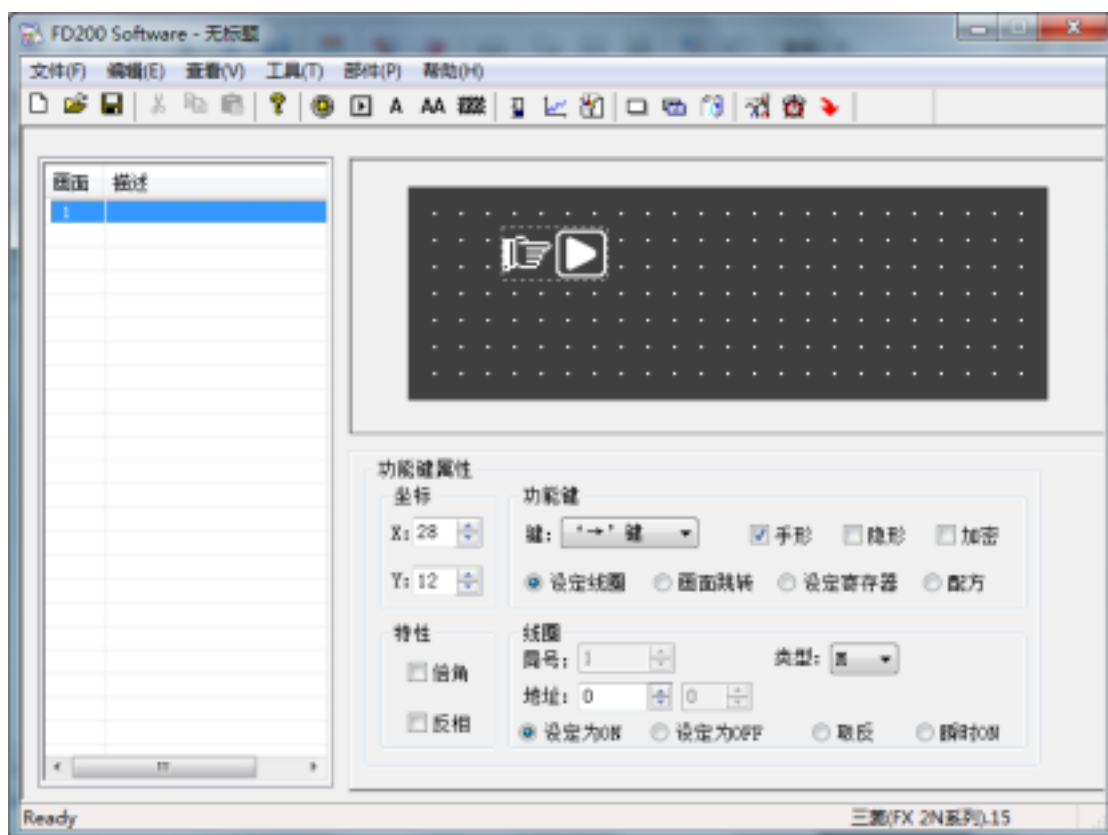 FD200 Software - 无标题
文件(F) 编辑(E) 查看(V) 工具(T) 部件(P) 帮助(H)
A AA
画面 描述
1
功能键属性
坐标
X: 28
Y: 12
功能键
键: '→' 键
手形 隐形 加密
设定线圈 画面跳转 设定寄存器 配方
特性
倍角
反相
线圈
局号: 1
类型: M
地址: 0 0
设定为ON 设定为OFF 取反 瞬时ON
Ready 三菱(FX 2N系列).15